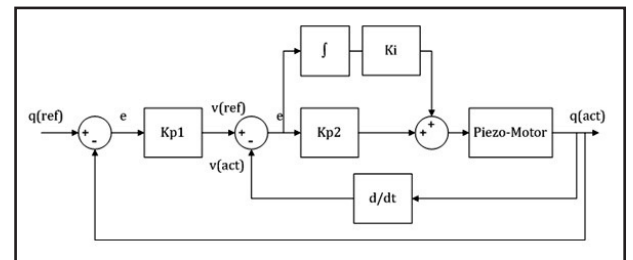 ∫
Ki
q(ref)
e
v(ref)
e
q(act)
+
-
Kp1
+
-
Kp2
+
+
Piezo-Motor
v(act)
d/dt